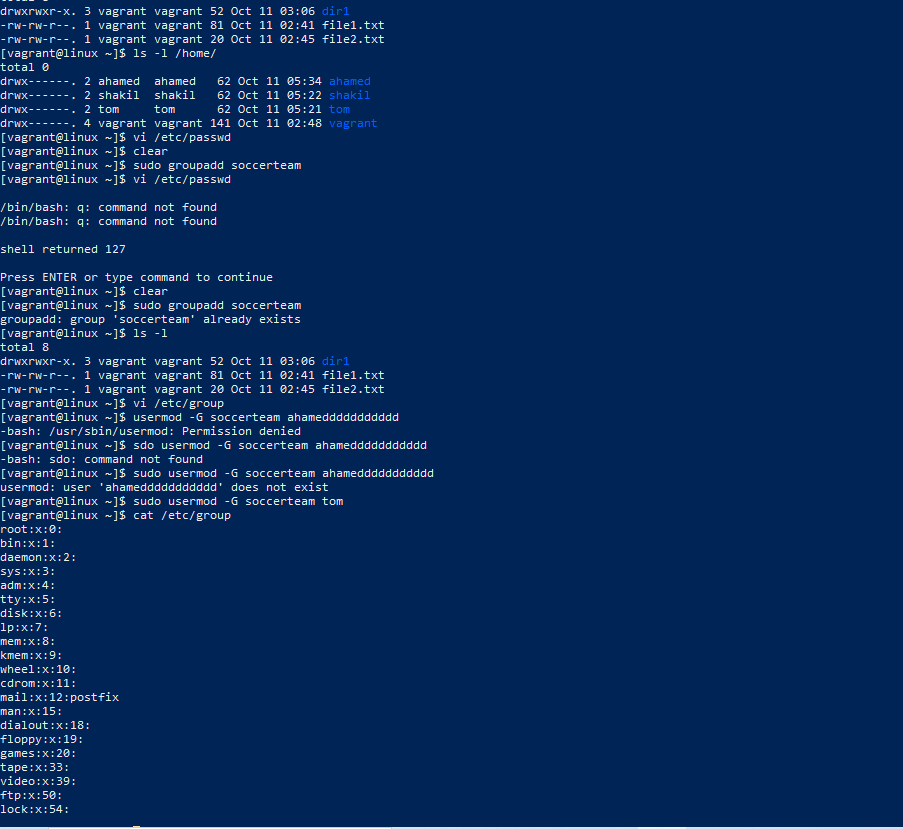 drwxrwxr-x. 3 vagrant vagrant 52 Oct 11 03:06 dir1
-rw-rw-r--. 1 vagrant vagrant 81 Oct 11 02:41 file1.txt
-rw-rw-r--. 1 vagrant vagrant 20 Oct 11 02:45 file2.txt
[vagrant@linux ~]$ ls -l /home/
total 0
drwx------. 2 ahamed  ahamed   62 Oct 11 05:34 ahamed
drwx------. 2 shakil  shakil   62 Oct 11 05:22 shakil
drwx------. 2 tom     tom      62 Oct 11 05:21 tom
drwx------. 4 vagrant vagrant 141 Oct 11 02:48 vagrant
[vagrant@linux ~]$ vi /etc/passwd
[vagrant@linux ~]$ clear
[vagrant@linux ~]$ sudo groupadd soccerteam
[vagrant@linux ~]$ vi /etc/passwd

/bin/bash: q: command not found
/bin/bash: q: command not found

shell returned 127

Press ENTER or type command to continue
[vagrant@linux ~]$ clear
[vagrant@linux ~]$ sudo groupadd soccerteam
groupadd: group 'soccerteam' already exists
[vagrant@linux ~]$ ls -l
total 8
drwxrwxr-x. 3 vagrant vagrant 52 Oct 11 03:06 dir1
-rw-rw-r--. 1 vagrant vagrant 81 Oct 11 02:41 file1.txt
-rw-rw-r--. 1 vagrant vagrant 20 Oct 11 02:45 file2.txt
[vagrant@linux ~]$ vi /etc/group
[vagrant@linux ~]$ usermod -G soccerteam ahameddddddddddd
-bash: /usr/sbin/usermod: Permission denied
[vagrant@linux ~]$ sdo usermod -G soccerteam ahameddddddddddd
-bash: sdo: command not found
[vagrant@linux ~]$ sudo usermod -G soccerteam ahameddddddddddd
usermod: user 'ahameddddddddddd' does not exist
[vagrant@linux ~]$ sudo usermod -G soccerteam tom
[vagrant@linux ~]$ cat /etc/group
root:x:0:
bin:x:1:
daemon:x:2:
sys:x:3:
adm:x:4:
tty:x:5:
disk:x:6:
lp:x:7:
mem:x:8:
kmem:x:9:
wheel:x:10:
cdrom:x:11:
mail:x:12:postfix
man:x:15:
dialout:x:18:
floppy:x:19:
games:x:20:
tape:x:33:
video:x:39:
ftp:x:50:
lock:x:54: